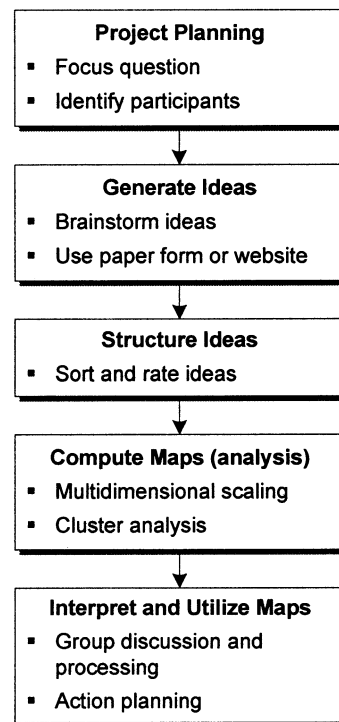 Project Planning
▪ Focus question
▪ Identify participants
Generate Ideas
▪ Brainstorm ideas
▪ Use paper form or website
Structure Ideas
▪ Sort and rate ideas
Compute Maps (analysis)
▪ Multidimensional scaling
▪ Cluster analysis
Interpret and Utilize Maps
▪ Group discussion and
processing
▪ Action planning